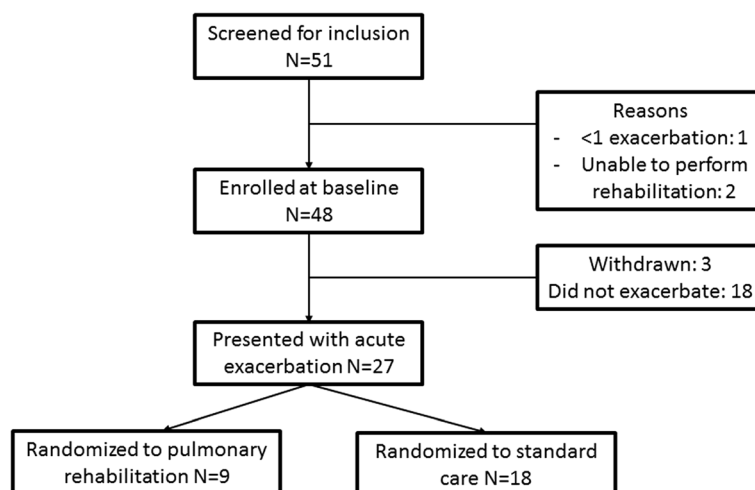 Screened for inclusion
N=51
Reasons
- <1 exacerbation: 1
- Unable to perform
rehabilitation: 2
Enrolled at baseline
N=48
Withdrawn: 3
Did not exacerbate: 18
Presented with acute
exacerbation N=27
Randomized to pulmonary
rehabilitation N=9
Randomized to standard
care N=18